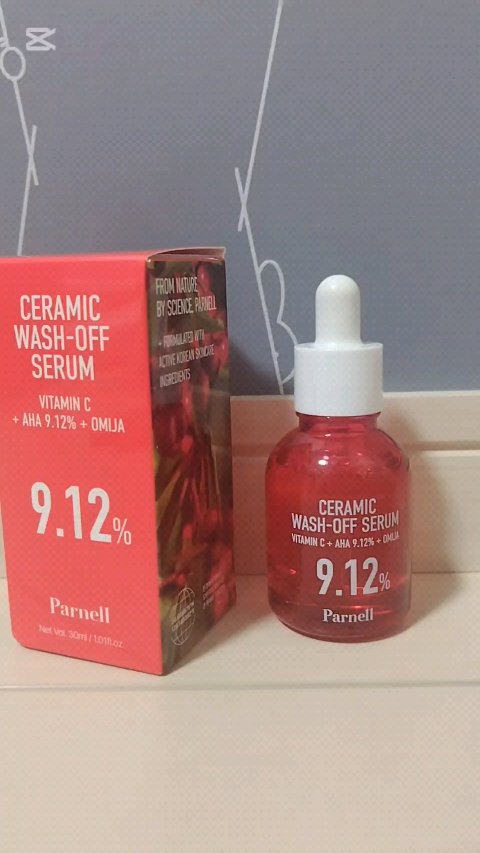 CERAMIC
WASH-OFF
SERUM
VITAMIN C
+ AHA 9.12% + OMIJA
9.12%
Parnell
Net Vol. 30ml / 1.01fl.oz.
FROM NATURE
BY SCIENCE, PARNELL
+ FORMULATED WITH
ACTIVE KOREAN SKINCARE
INGREDIENTS
CERAMIC
WASH-OFF SERUM
VITAMIN C + AHA 9.12% + OMIJA
9.12%
Parnell